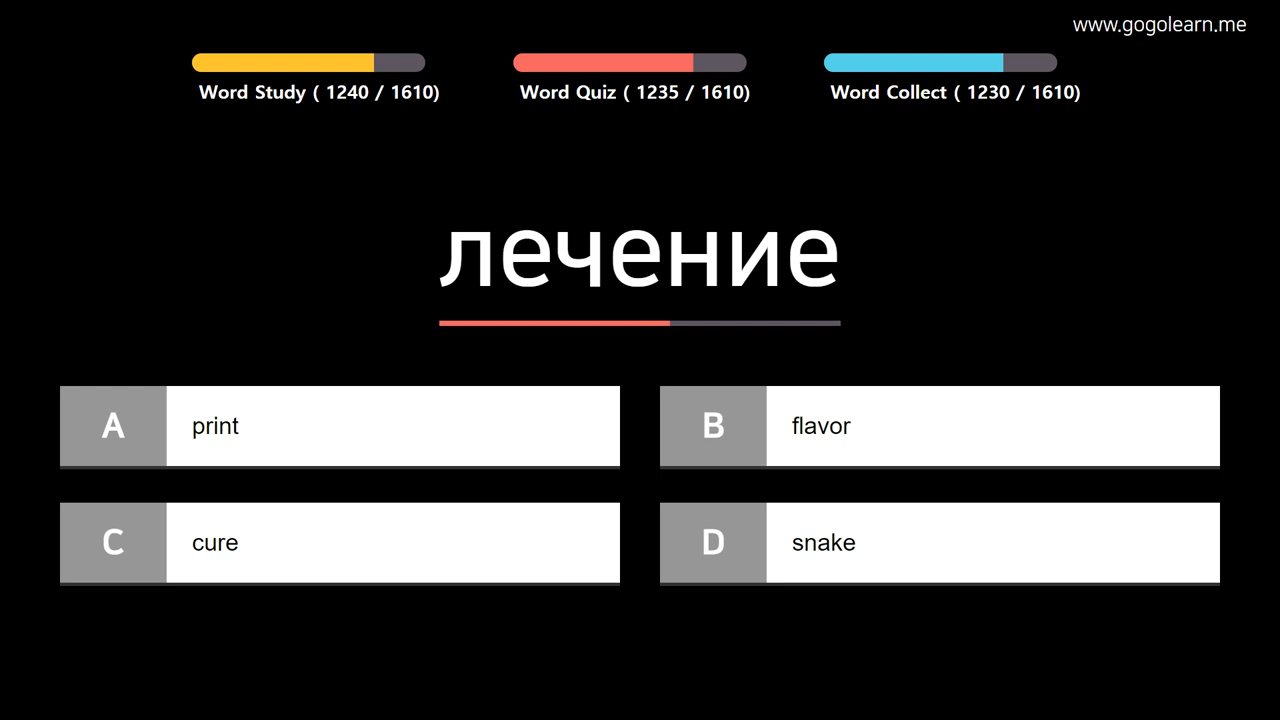 www.gogolearn.me
Word Study ( 1240 / 1610)
Word Quiz ( 1235 / 1610)
Word Collect ( 1230 / 1610)
лечение
A print
B flavor
C cure
D snake